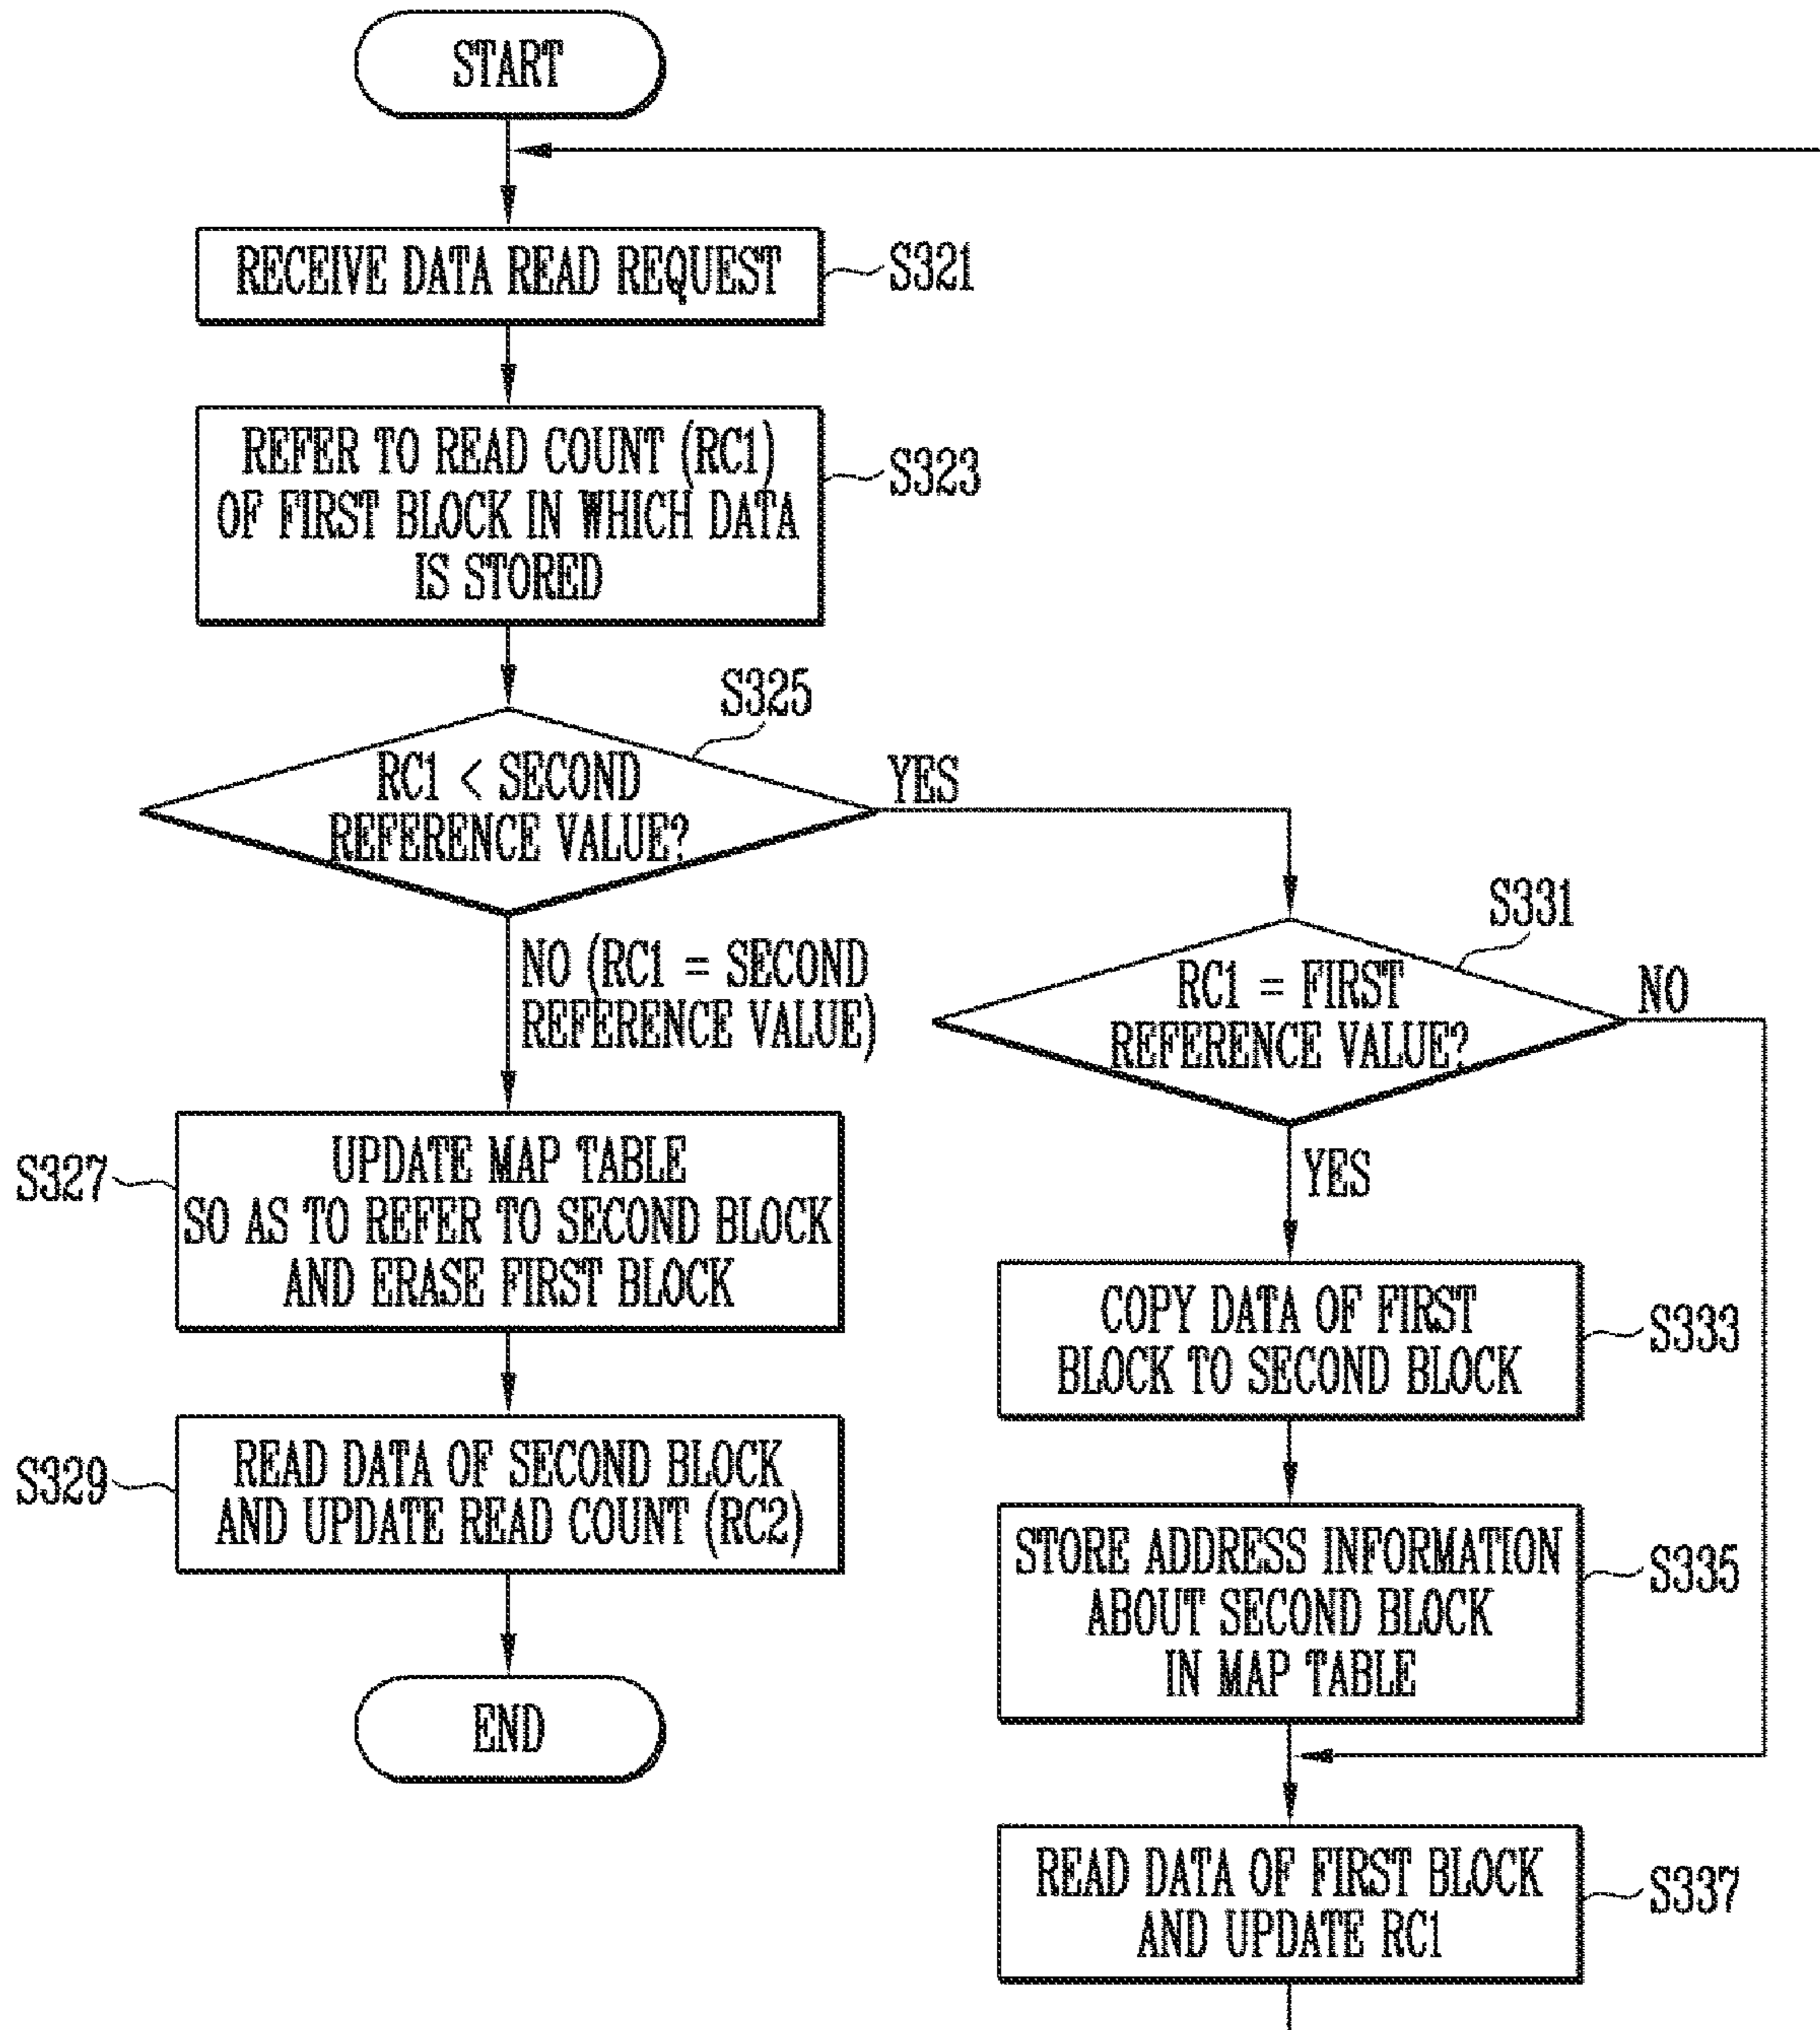 START
RECEIVE DATA READ REQUEST
S321
REFER TO READ COUNT (RC1)
OF FIRST BLOCK IN WHICH DATA
IS STORED
S323
S325
RC1 < SECOND
REFERENCE VALUE?
YES
NO (RC1 = SECOND
REFERENCE VALUE)
S331
RC1 = FIRST
REFERENCE VALUE?
NO
YES
S327
UPDATE MAP TABLE
SO AS TO REFER TO SECOND BLOCK
AND ERASE FIRST BLOCK
COPY DATA OF FIRST
BLOCK TO SECOND BLOCK
S333
S329
READ DATA OF SECOND BLOCK
AND UPDATE READ COUNT (RC2)
STORE ADDRESS INFORMATION
ABOUT SECOND BLOCK
IN MAP TABLE
S335
END
READ DATA OF FIRST BLOCK
AND UPDATE RC1
S337